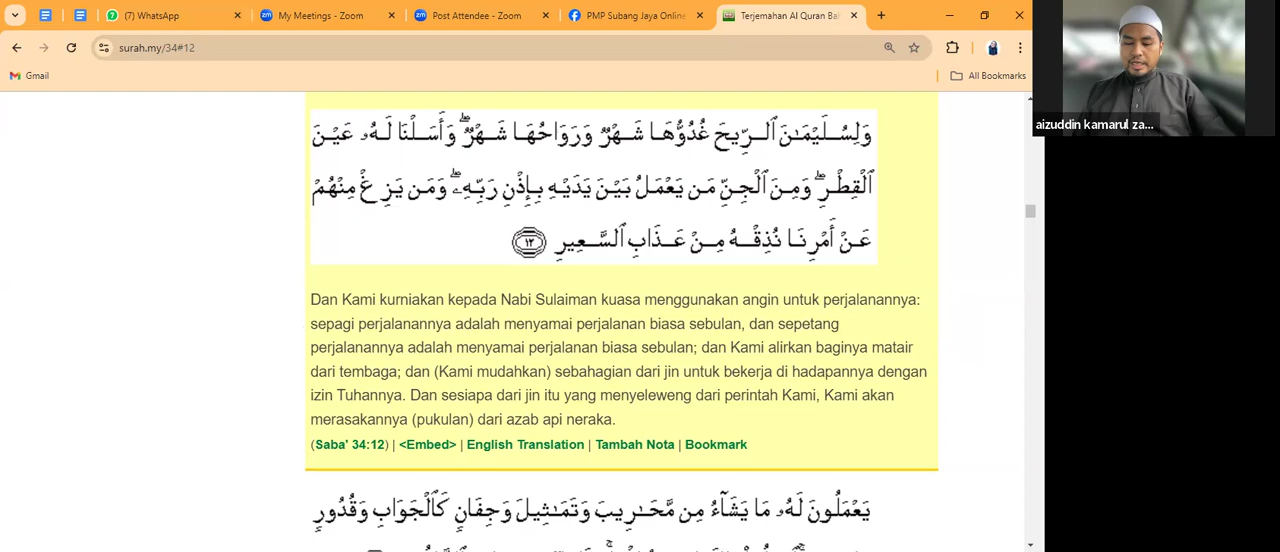 (7) WhatsApp
My Meetings - Zoom
Post Attendee - Zoom
PMP Subang Jaya Online
Terjemahan Al Quran Bah
surah.my/34#12
Gmail
All Bookmarks
aizuddin kamarul za...
وَلِسُلَيْمَـٰنَ ٱلرِّيحَ غُدُوُّهَا شَهْرٌ وَرَوَاحُهَا شَهْرٌ ۖ وَأَسَلْنَا لَهُۥ عَيْنَ
ٱلْقِطْرِ ۖ وَمِنَ ٱلْجِنِّ مَن يَعْمَلُ بَيْنَ يَدَيْهِ بِإِذْنِ رَبِّهِۦ ۖ وَمَن يَزِغْ مِنْهُمْ
عَنْ أَمْرِنَا نُذِقْهُ مِنْ عَذَابِ ٱلسَّعِيرِ ١٢
Dan Kami kurniakan kepada Nabi Sulaiman kuasa menggunakan angin untuk perjalanannya:
sepagi perjalanannya adalah menyamai perjalanan biasa sebulan, dan sepetang
perjalanannya adalah menyamai perjalanan biasa sebulan; dan Kami alirkan baginya matair
dari tembaga; dan (Kami mudahkan) sebahagian dari jin untuk bekerja di hadapannya dengan
izin Tuhannya. Dan sesiapa dari jin itu yang menyeleweng dari perintah Kami, Kami akan
merasakannya (pukulan) dari azab api neraka.
(Saba' 34:12) | <Embed> | English Translation | Tambah Nota | Bookmark
يَعْمَلُونَ لَهُۥ مَا يَشَآءُ مِن مَّحَـٰرِيبَ وَتَمَـٰثِيلَ وَجِفَانٍ كَٱلْجَوَابِ وَقُدُورٍ